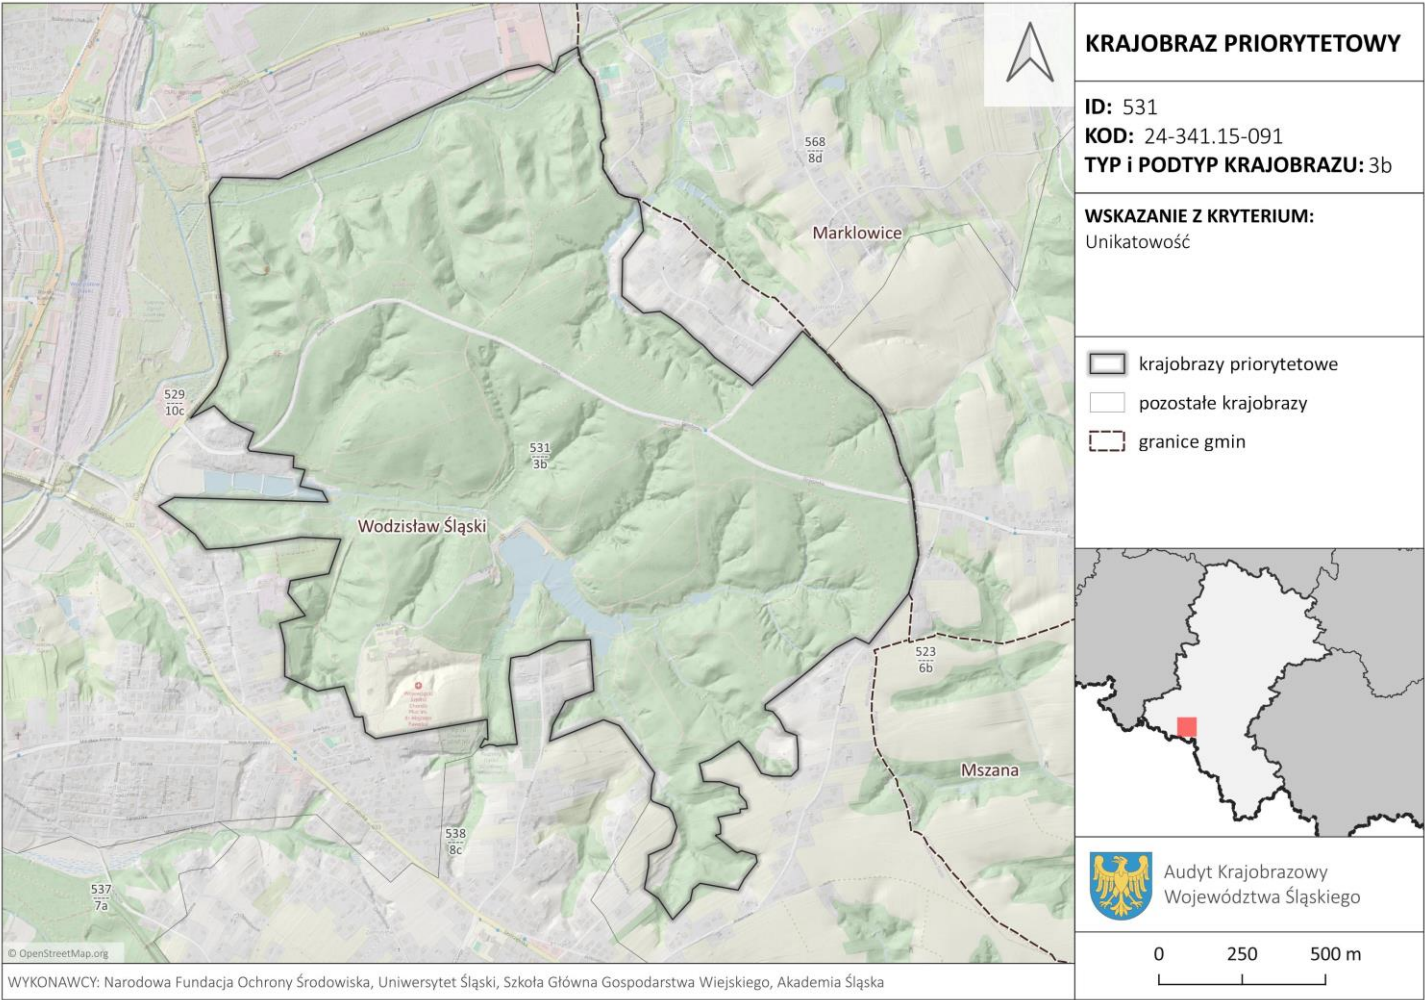 KRAJOBRAZ PRIORYTETOWY
ID: 531
KOD: 24-341.15-091
TYP i PODTYP KRAJOBRAZU: 3b
WSKAZANIE Z KRYTERIUM:
Unikatowość
krajobrazy priorytetowe
pozostałe krajobrazy
granice gmin
Audyt Krajobrazowy
Województwa Śląskiego
0 250 500 m
568
8d
Marklowice
529
10c
531
3b
Wodzisław Śląski
523
6b
Mszana
538
8c
537
7a
© OpenStreetMap.org
WYKONAWCY: Narodowa Fundacja Ochrony Środowiska, Uniwersytet Śląski, Szkoła Główna Gospodarstwa Wiejskiego, Akademia Śląska